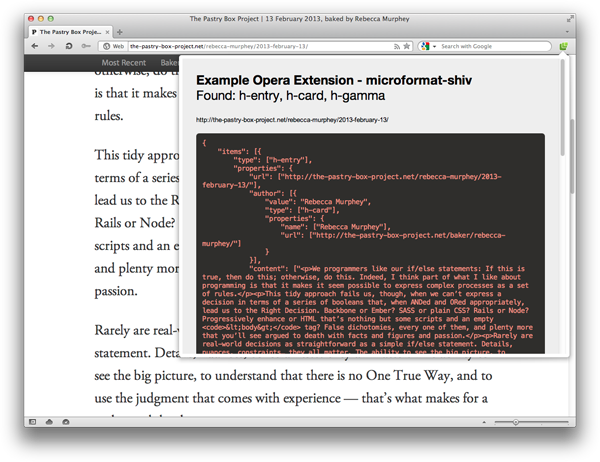 The Pastry Box Project | 13 February 2013, baked by Rebecca Murphey
P The Pastry Box Proje...
Web
the-pastry-box-project.net/rebecca-murphey/2013-february-13/
Search with Google
Most Recent
Baker
otherwise, do th
is that it makes
rules.
This tidy appro
terms of a series
lead us to the R
Rails or Node?
scripts and an e
and plenty mor
passion.
Rarely are real-w
statement. Deta
see the big picture, to understand that there is no One True Way, and to
use the judgment that comes with experience — that's what makes for a
Example Opera Extension - microformat-shiv
Found: h-entry, h-card, h-gamma
http://the-pastry-box-project.net/rebecca-murphey/2013-february-13/
{
"items": [{
"type": ["h-entry"],
"properties": {
"url": ["http://the-pastry-box-project.net/rebecca-murphey/2013-
february-13/"],
"author": [{
"value": "Rebecca Murphey",
"type": ["h-card"],
"properties": {
"name": ["Rebecca Murphey"],
"url": ["http://the-pastry-box-project.net/baker/rebecca-
murphey/"]
}
}],
"content": ["<p>We programmers like our if/else statements: If this is
true, then do this; otherwise, do this. Indeed, I think part of what I like about
programming is that it makes it seem possible to express complex processes as a set
of rules.</p><p>This tidy approach fails us, though, when we can't express a
decision in terms of a series of booleans that, when ANDed and ORed appropriately,
lead us to the Right Decision. Backbone or Ember? SASS or plain CSS? Rails or Node?
Progressively enhance or HTML that's nothing but some scripts and an empty
<code>&lt;body&gt;</code> tag? False dichotomies, every one of them, and plenty more
that you'll see argued to death with facts and figures and passion.</p><p>Rarely are
real-world decisions as straightforward as a simple if/else statement. Details,
nuances, constraints, they all matter. The ability to see the big picture, to